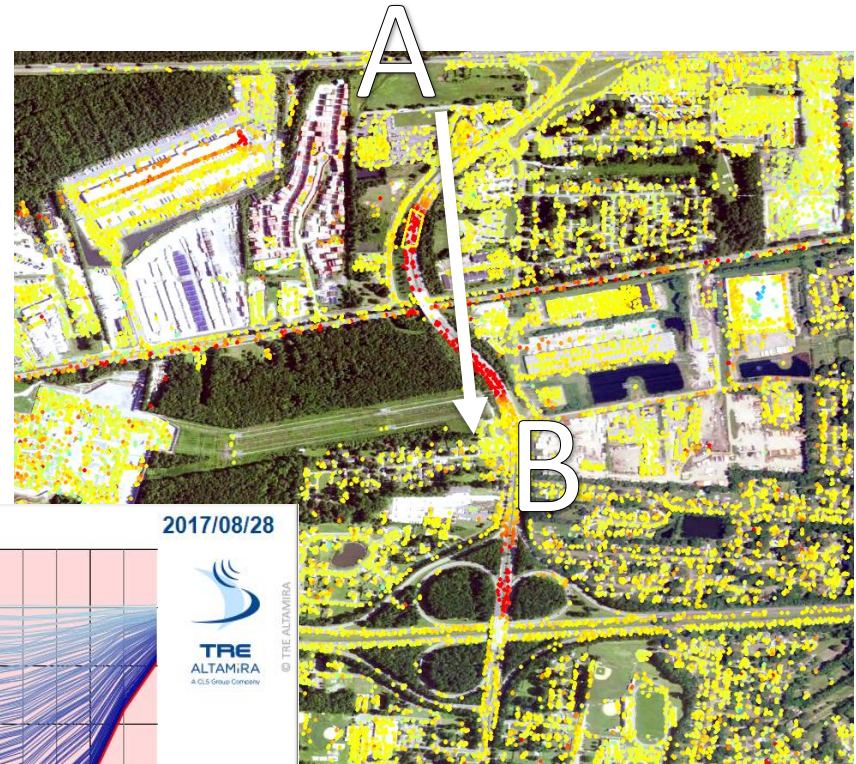 A
B
2017/08/28
TRE
ALTAMIRA
A CLS Group Company
© TRE ALTAMIRA